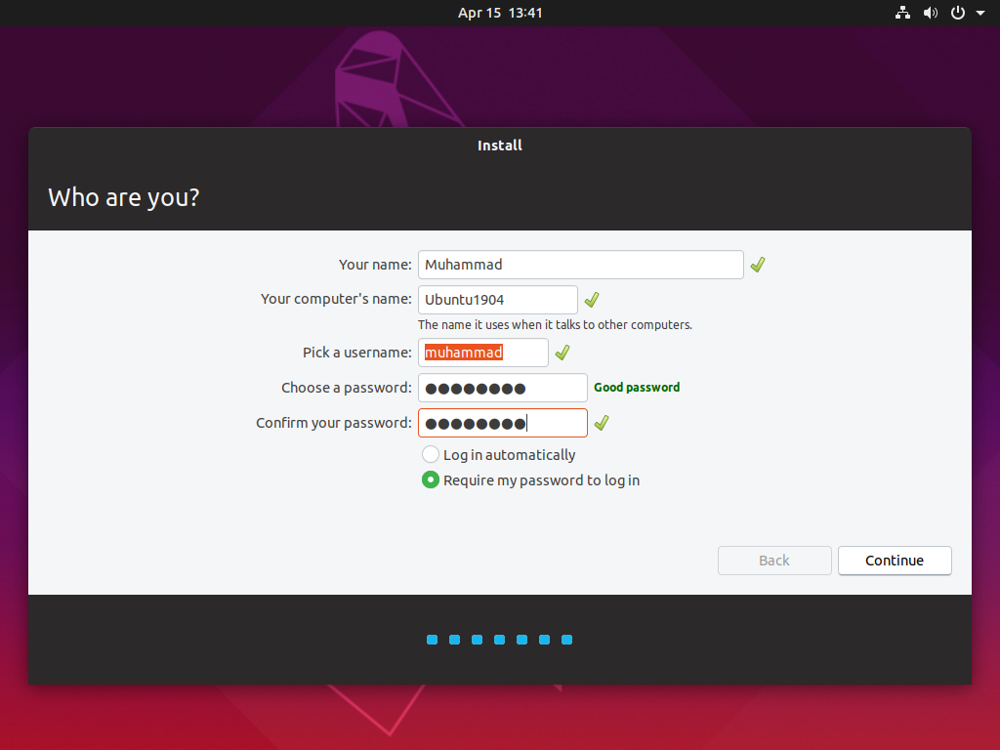 Apr 15 13:41
Install
Who are you?
Your name: Muhammad
Your computer's name: Ubuntu1904
The name it uses when it talks to other computers.
Pick a username: muhammad
Choose a password: ●●●●●●●● Good password
Confirm your password: ●●●●●●●●
Log in automatically
Require my password to log in
Back Continue